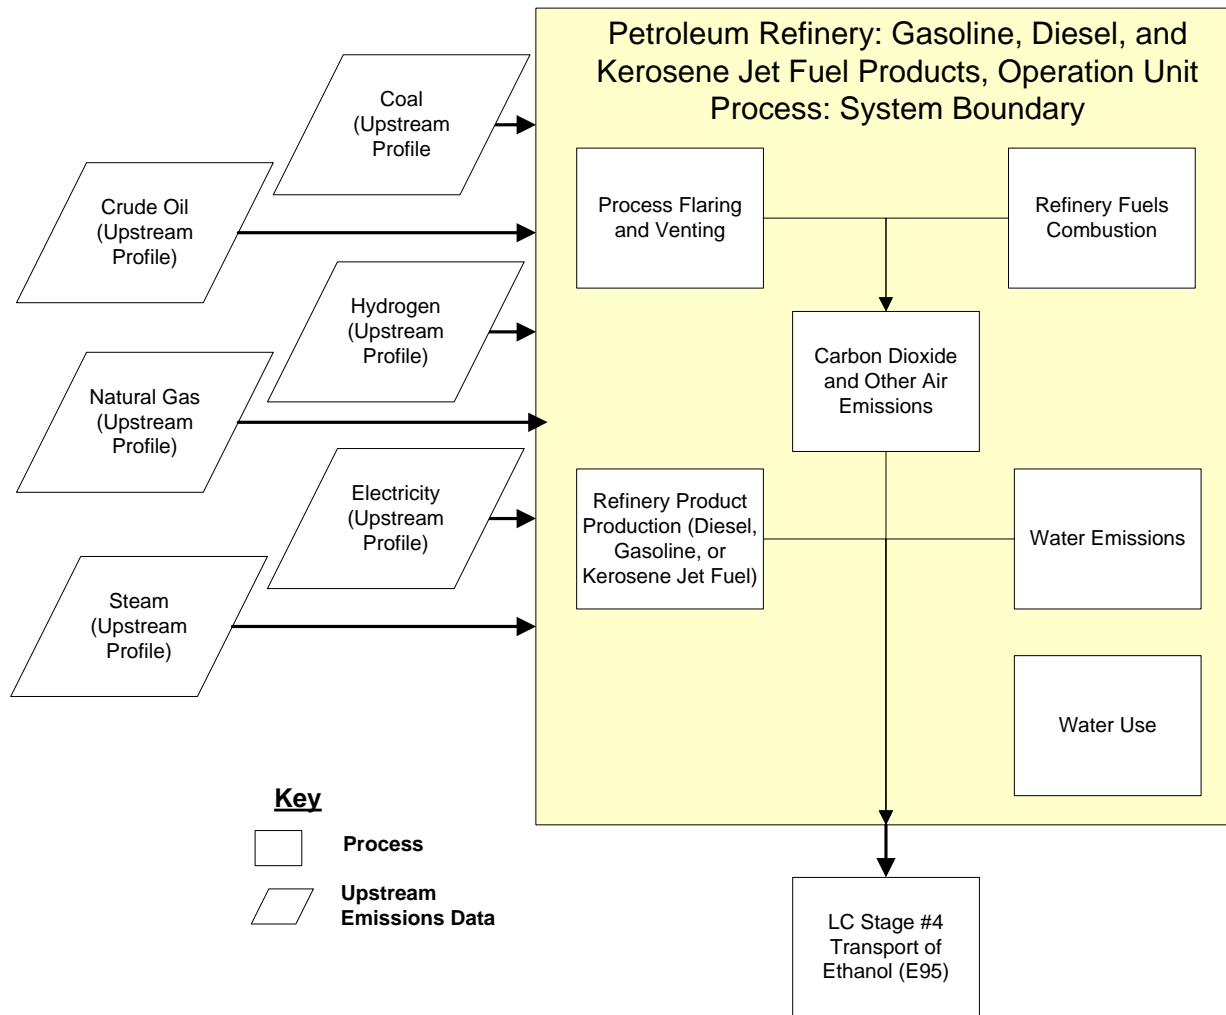 Petroleum Refinery: Gasoline, Diesel, and
Kerosene Jet Fuel Products, Operation Unit
Process: System Boundary
Coal
(Upstream
Profile
Crude Oil
(Upstream
Profile)
Hydrogen
(Upstream
Profile)
Natural Gas
(Upstream
Profile)
Electricity
(Upstream
Profile)
Steam
(Upstream
Profile)
Process Flaring
and Venting
Refinery Fuels
Combustion
Carbon Dioxide
and Other Air
Emissions
Refinery Product
Production (Diesel,
Gasoline, or
Kerosene Jet Fuel)
Water Emissions
Water Use
Key
Process
Upstream
Emissions Data
LC Stage #4
Transport of
Ethanol (E95)